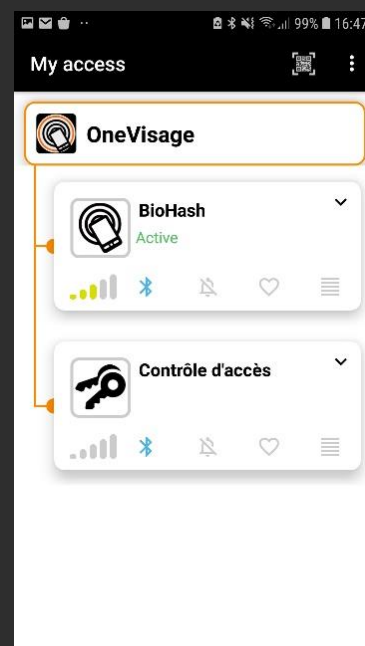 99% 16:47
My access
OneVisage
BioHash
Active
Contrôle d'accès